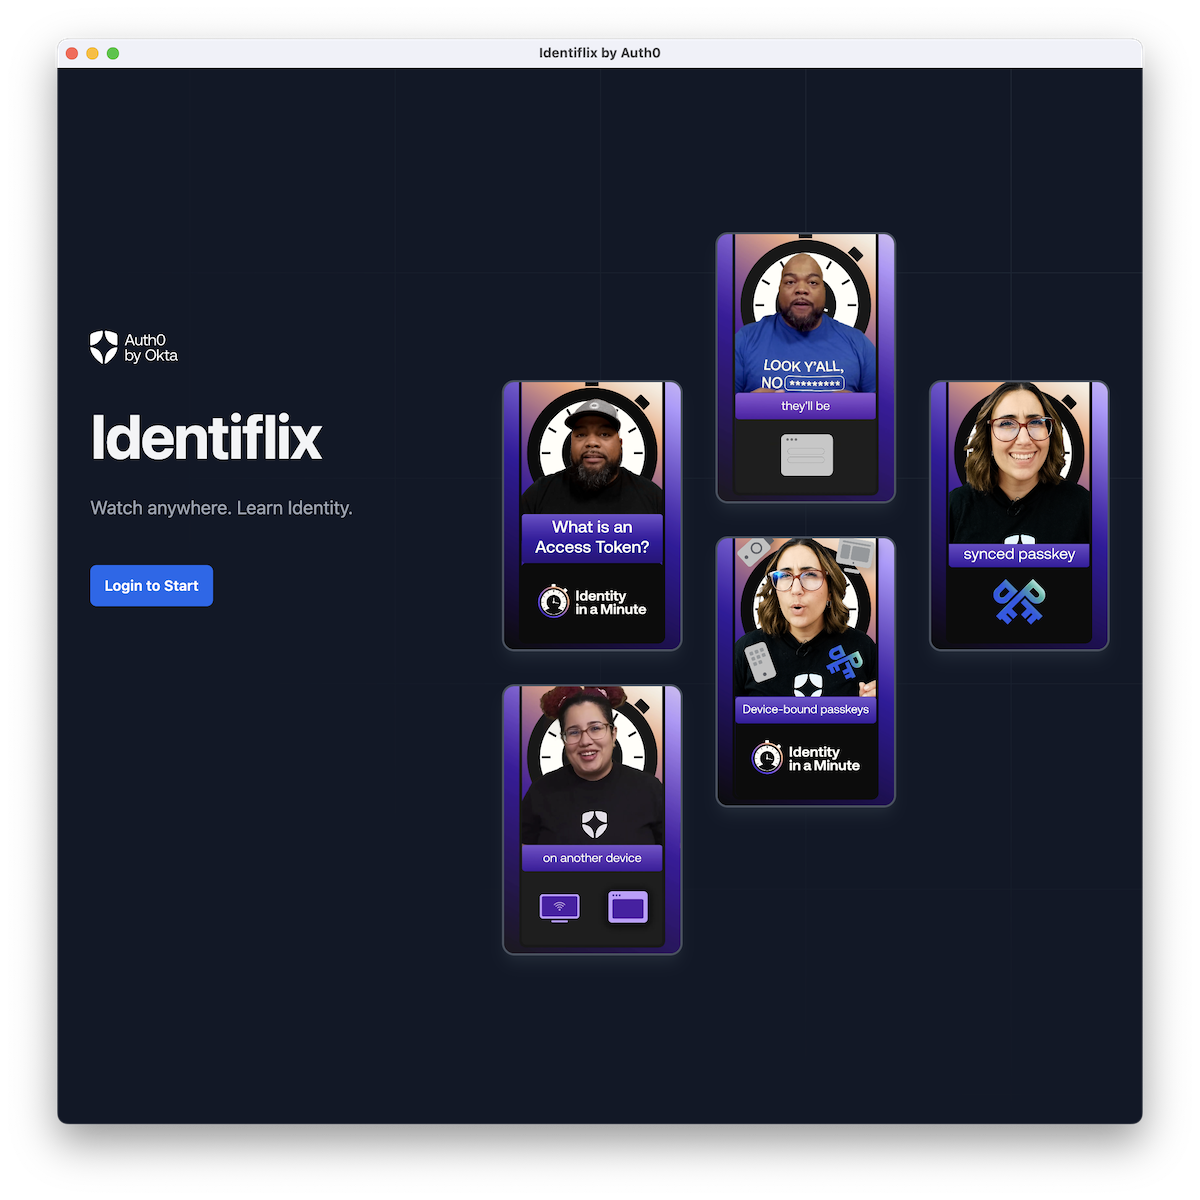 Identiflix by Auth0
Auth0
by Okta
Identiflix
Watch anywhere. Learn Identity.
Login to Start
What is an
Access Token?
Identity
in a Minute
on another device
LOOK Y'ALL,
NO *********
they'll be
Device-bound passkeys
Identity
in a Minute
synced passkey